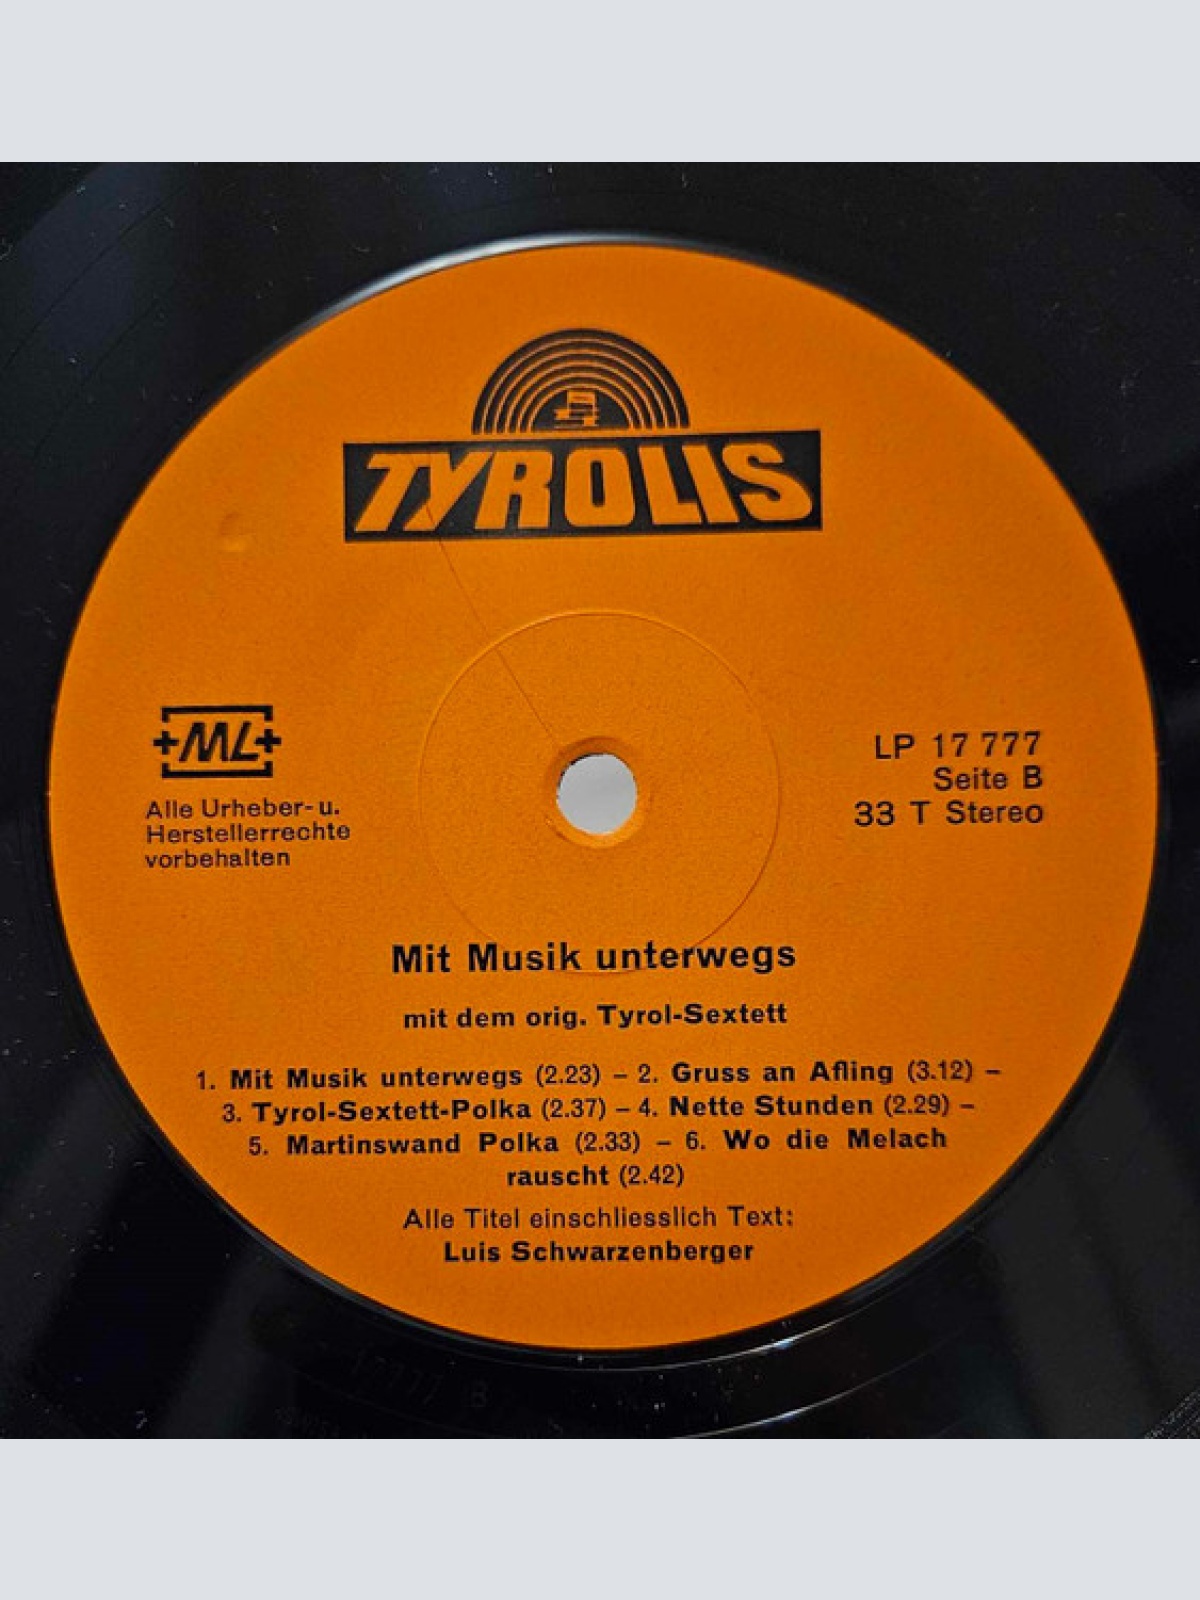 TYROLIS
+ML+
Alle Urheber- u.
Herstellerrechte
vorbehalten
LP 17 777
Seite B
33 T Stereo
Mit Musik unterwegs
mit dem orig. Tyrol-Sextett
1. Mit Musik unterwegs (2.23) – 2. Gruss an Afling (3.12) –
3. Tyrol-Sextett-Polka (2.37) – 4. Nette Stunden (2.29) –
5. Martinswand Polka (2.33) – 6. Wo die Melach
rauscht (2.42)
Alle Titel einschliesslich Text:
Luis Schwarzenberger
17777 B